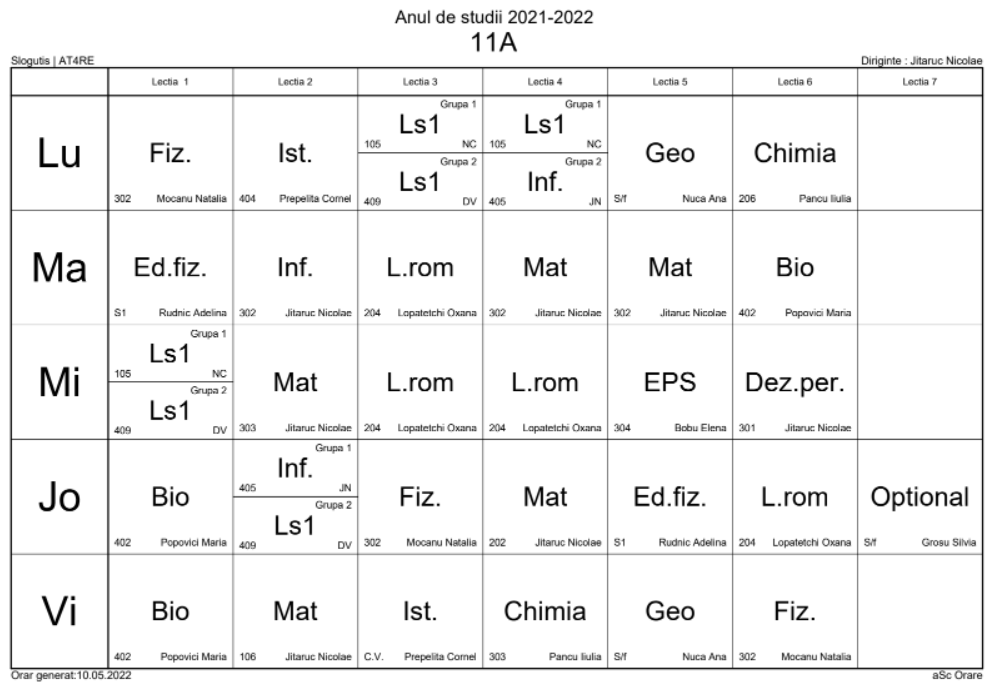 Anul de studii 2021-2022
11A
Slogutis | AT4RE
Diriginte : Jitaruc Nicolae
Lectia 1 Lectia 2 Lectia 3 Lectia 4 Lectia 5 Lectia 6 Lectia 7
Lu
Fiz.
302 Mocanu Natalia
Ist.
404 Prepelita Cornel
Grupa 1
Ls1
105 NC
Grupa 2
Ls1
409 DV
Grupa 1
Ls1
105 NC
Grupa 2
Inf.
405 JN
Geo
S/f Nuca Ana
Chimia
206 Pancu Iiulia
Ma
Ed.fiz.
S1 Rudnic Adelina
Inf.
302 Jitaruc Nicolae
L.rom
204 Lopatetchi Oxana
Mat
302 Jitaruc Nicolae
Mat
302 Jitaruc Nicolae
Bio
402 Popovici Maria
Mi
Grupa 1
Ls1
105 NC
Grupa 2
Ls1
409 DV
Mat
303 Jitaruc Nicolae
L.rom
204 Lopatetchi Oxana
L.rom
204 Lopatetchi Oxana
EPS
304 Bobu Elena
Dez.per.
301 Jitaruc Nicolae
Jo
Bio
402 Popovici Maria
Grupa 1
Inf.
405 JN
Grupa 2
Ls1
409 DV
Fiz.
302 Mocanu Natalia
Mat
202 Jitaruc Nicolae
Ed.fiz.
S1 Rudnic Adelina
L.rom
204 Lopatetchi Oxana
Optional
S/f Grosu Silvia
Vi
Bio
402 Popovici Maria
Mat
106 Jitaruc Nicolae
Ist.
C.V. Prepelita Cornel
Chimia
303 Pancu Iiulia
Geo
S/f Nuca Ana
Fiz.
302 Mocanu Natalia
Orar generat:10.05.2022
aSc Orare